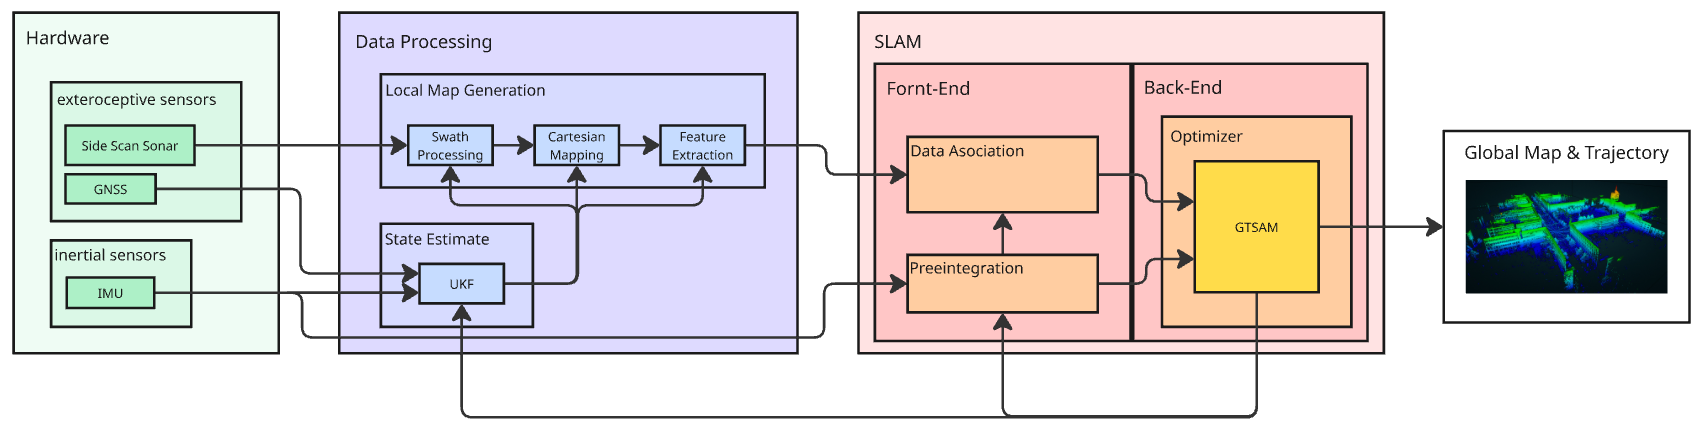 Hardware
exteroceptive sensors
Side Scan Sonar
GNSS
inertial sensors
IMU
Data Processing
Local Map Generation
Swath
Processing
Cartesian
Mapping
Feature
Extraction
State Estimate
UKF
SLAM
Fornt-End
Data Asociation
Preeintegration
Back-End
Optimizer
GTSAM
Global Map & Trajectory